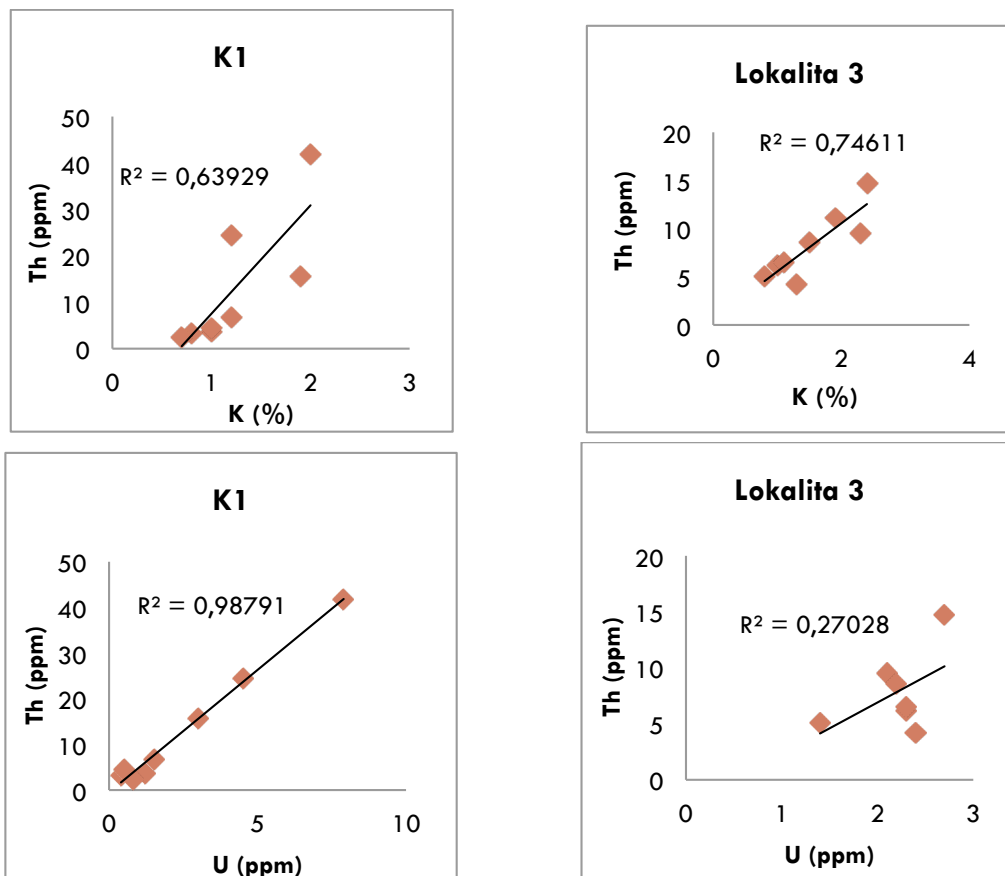 K1
50
40
30
20
10
0
R² = 0,63929
Th (ppm)
0 1 2 3
K (%)
Lokalita 3
20
15
10
5
0
R² = 0,74611
Th (ppm)
0 2 4
K (%)
K1
50
40
30
20
10
0
R² = 0,98791
Th (ppm)
0 5 10
U (ppm)
Lokalita 3
20
15
10
5
0
R² = 0,27028
Th (ppm)
0 1 2 3
U (ppm)